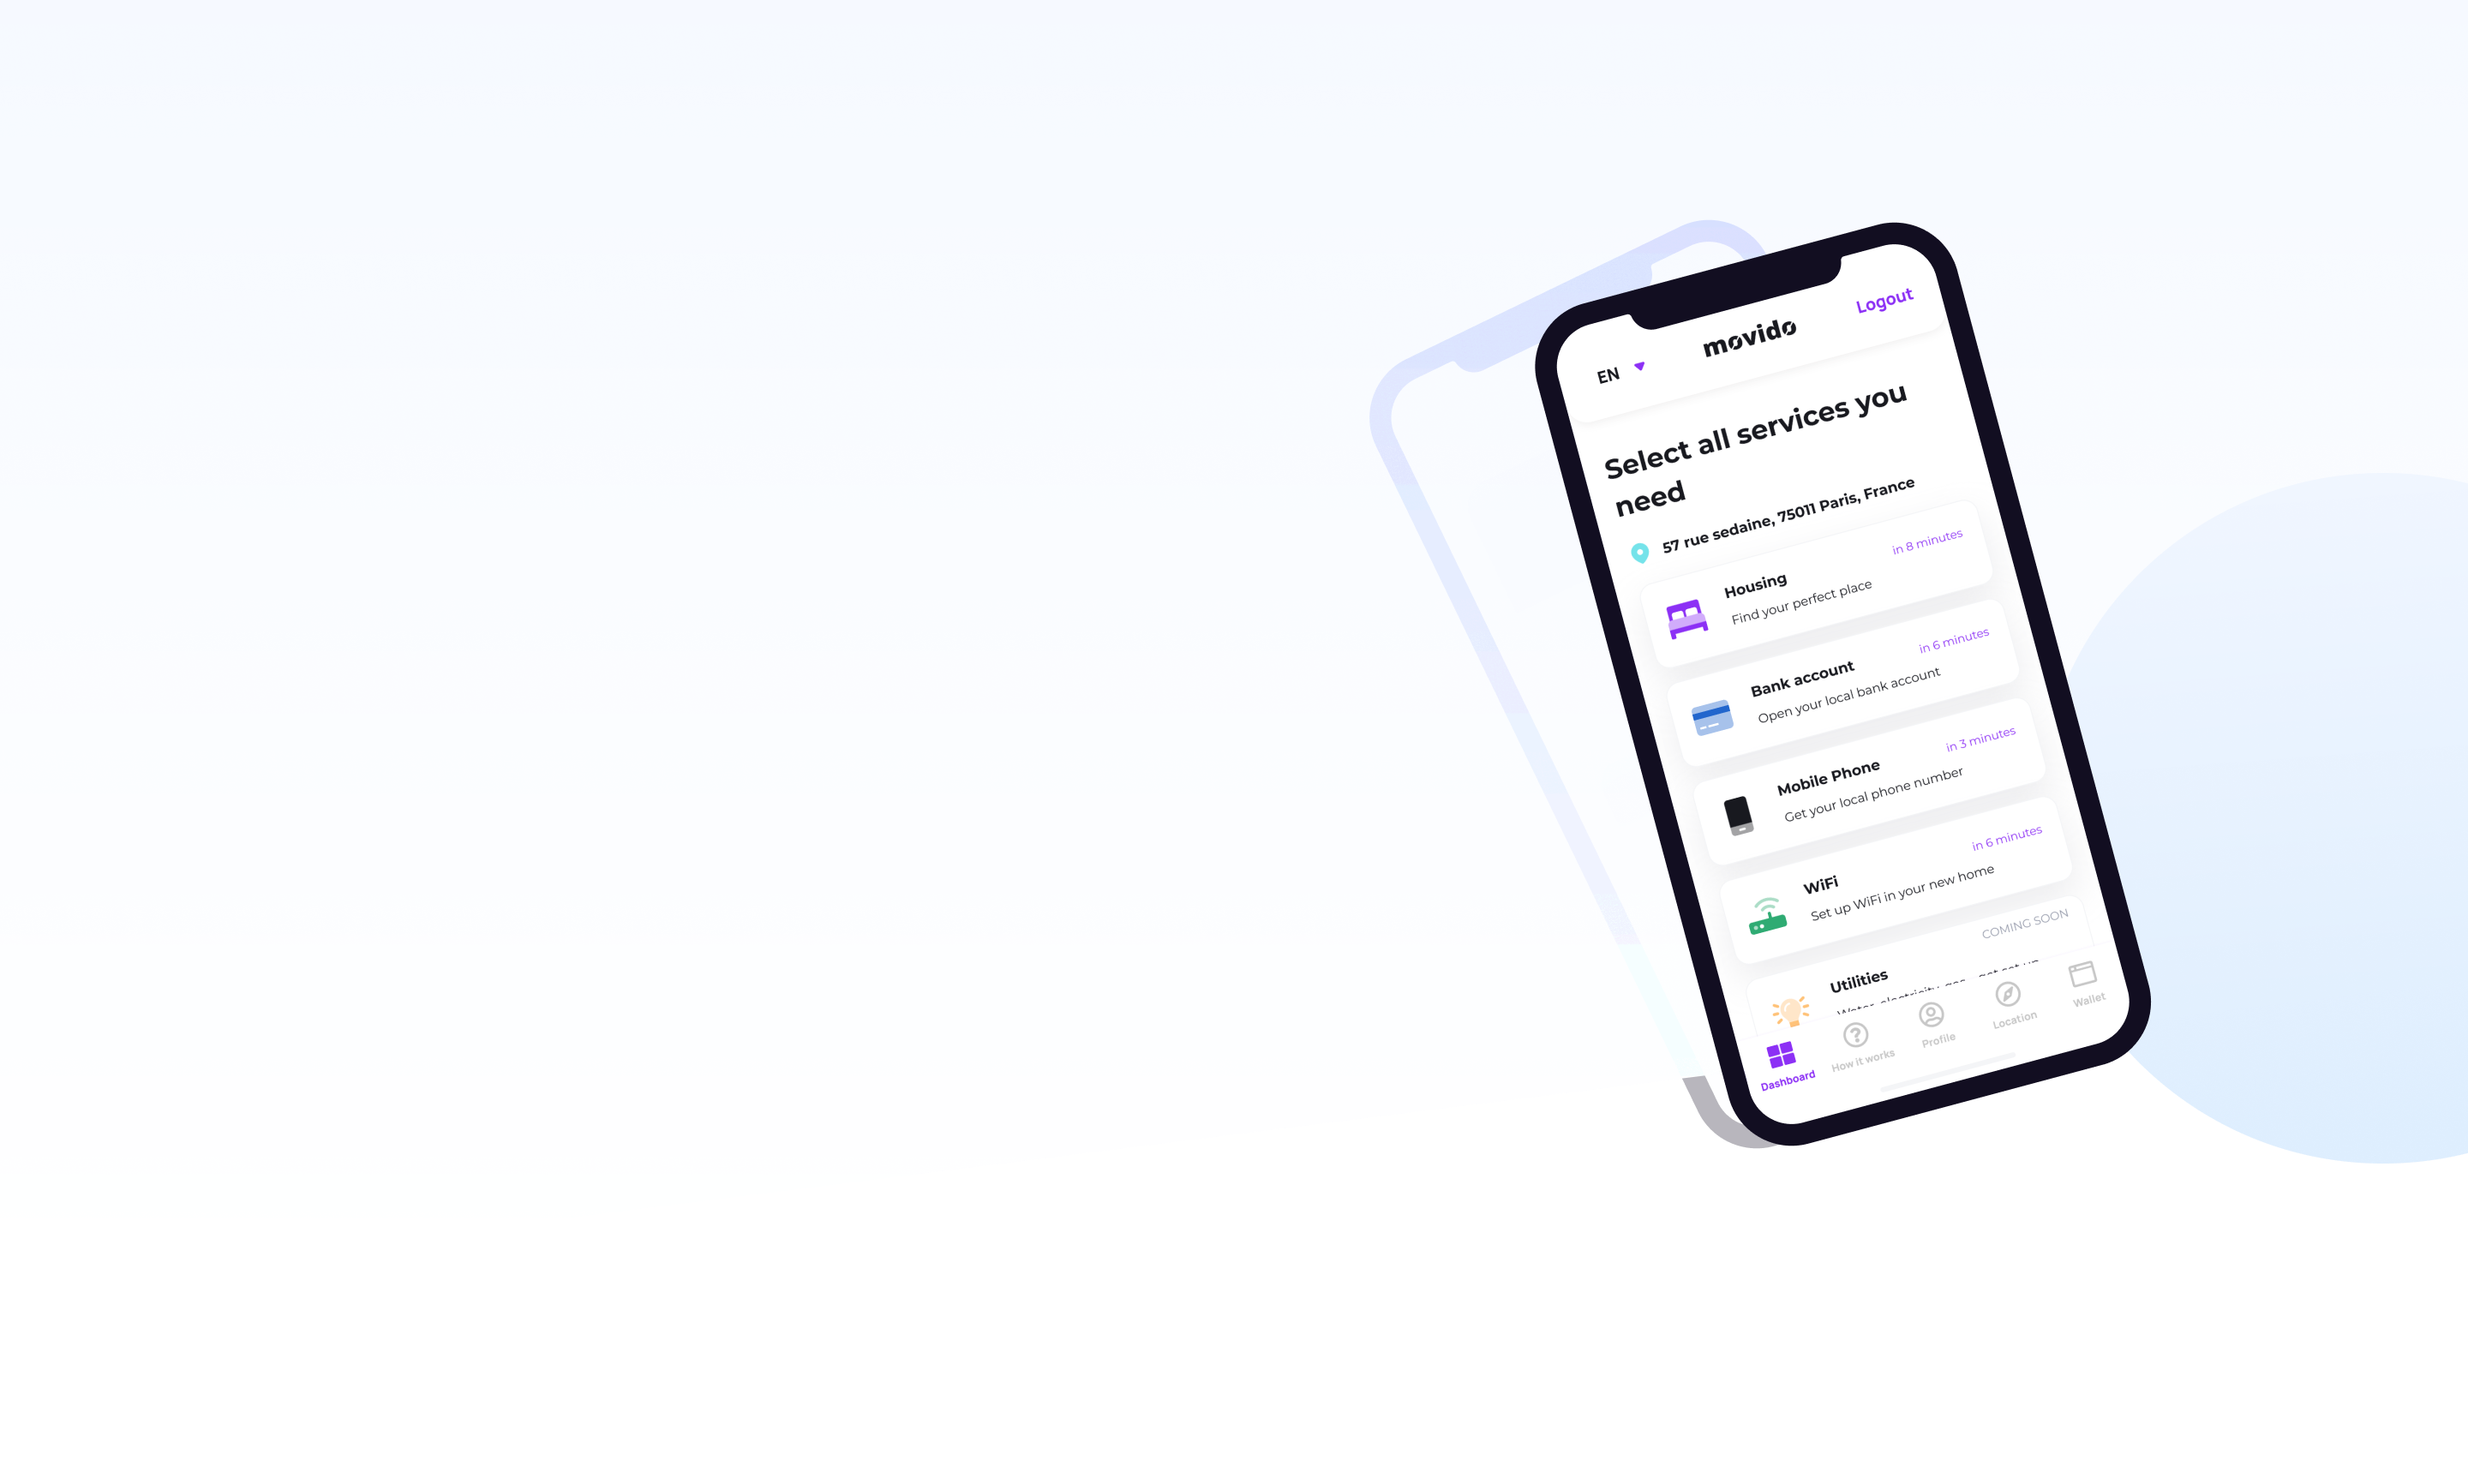 EN
movido
Logout
Select all services you
need
57 rue sedaine, 75011 Paris, France
Housing
in 8 minutes
Find your perfect place
Bank account
in 6 minutes
Open your local bank account
Mobile Phone
in 3 minutes
Get your local phone number
WiFi
in 6 minutes
Set up WiFi in your new home
COMING SOON
Utilities
Dashboard
How it works
Profile
Location
Wallet